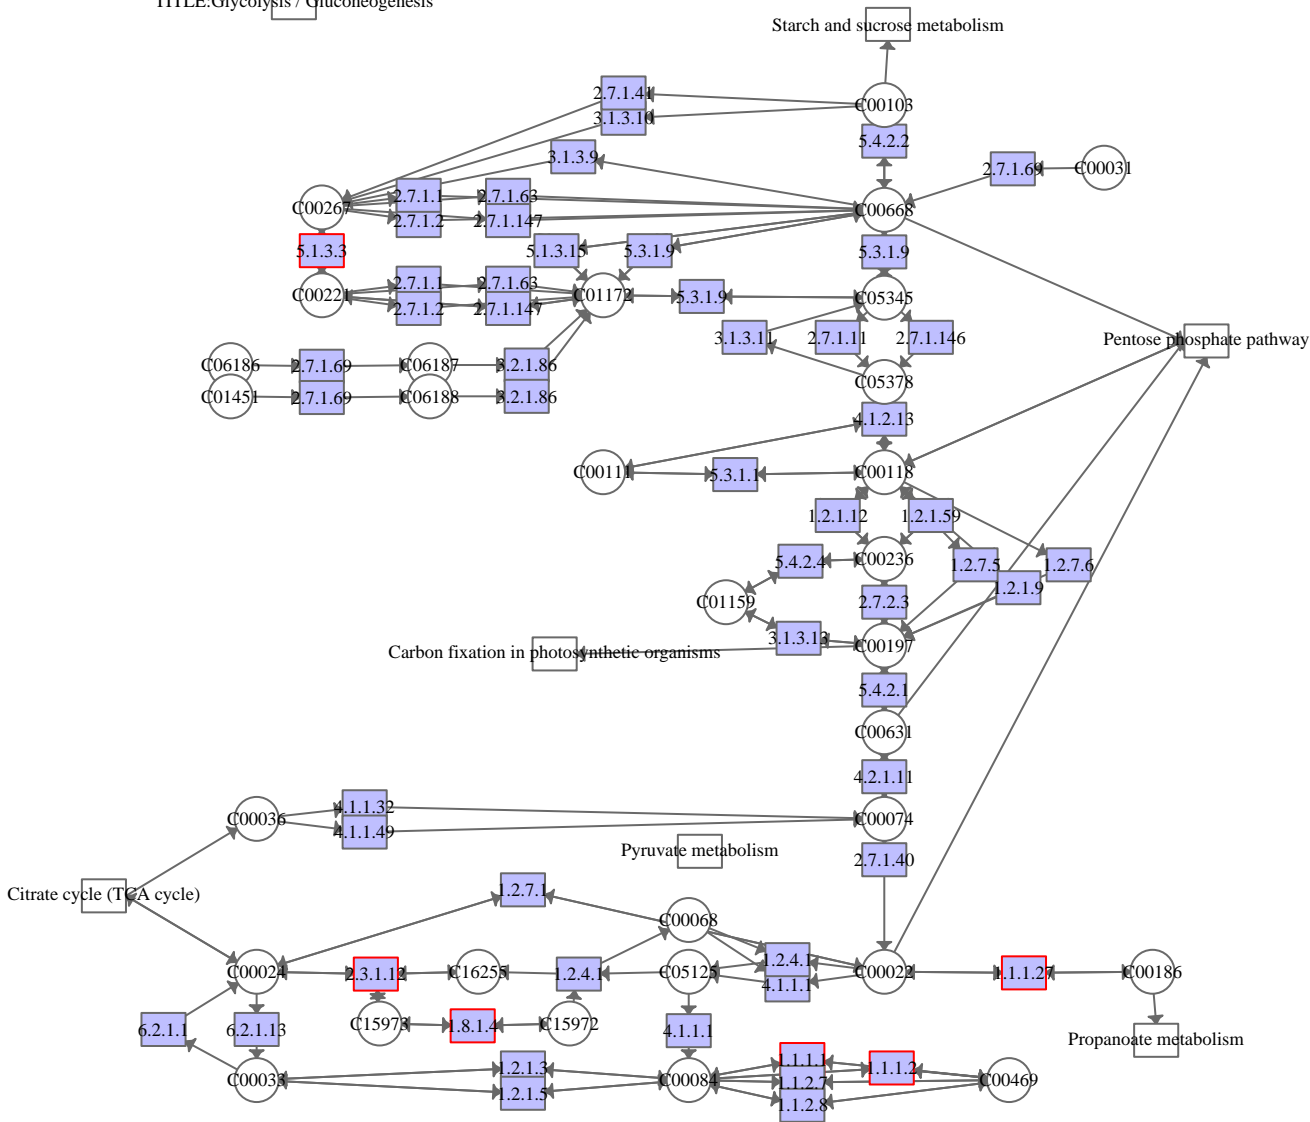 TITLE:Glycolysis / Gluconeogenesis
Starch and sucrose metabolism
2.7.1.41
C00103
3.1.3.10
5.4.2.2
3.1.3.9
2.7.1.69
C00031
2.7.1.1
2.7.1.63
C00267
C00668
2.7.1.2
2.7.1.147
5.1.3.3
5.1.3.15
5.3.1.9
5.3.1.9
2.7.1.1
2.7.1.63
C00221
C01172
5.3.1.9
C05345
2.7.1.2
2.7.1.147
3.1.3.11
2.7.1.11
2.7.1.146
Pentose phosphate pathway
C06186
2.7.1.69
C06187
3.2.1.86
C05378
C01451
2.7.1.69
C06188
3.2.1.86
4.1.2.13
C00111
5.3.1.1
C00118
1.2.1.12
1.2.1.59
5.4.2.4
C00236
1.2.7.5
1.2.7.6
1.2.1.9
C01159
2.7.2.3
3.1.3.13
C00197
Carbon fixation in photosynthetic organisms
5.4.2.1
C00631
4.2.1.11
4.1.1.32
C00036
C00074
4.1.1.49
Pyruvate metabolism
2.7.1.40
Citrate cycle (TCA cycle)
1.2.7.1
C00068
1.2.4.1
C00024
2.3.1.12
C16255
1.2.4.1
C05125
C00022
1.1.1.27
C00186
4.1.1.1
6.2.1.1
6.2.1.13
C15973
1.8.1.4
C15972
4.1.1.1
Propanoate metabolism
1.1.1.1
1.2.1.3
1.1.1.2
C00033
C00084
1.1.2.7
C00469
1.2.1.5
1.1.2.8